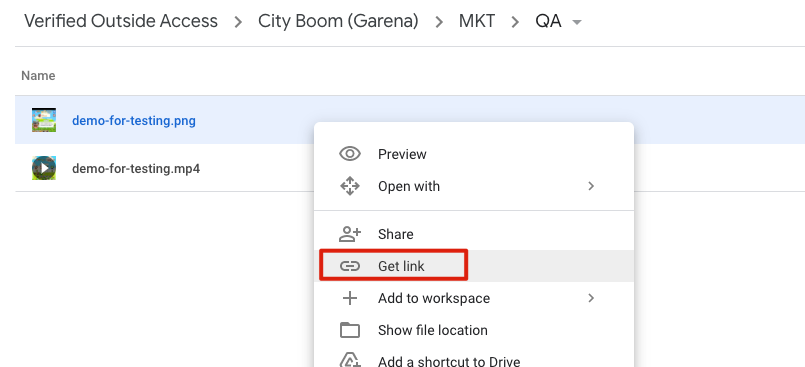 Verified Outside Access > City Boom (Garena) > MKT > QA
Name
demo-for-testing.png
demo-for-testing.mp4
Preview
Open with
Share
Get link
Add to workspace
Show file location
Add a shortcut to Drive